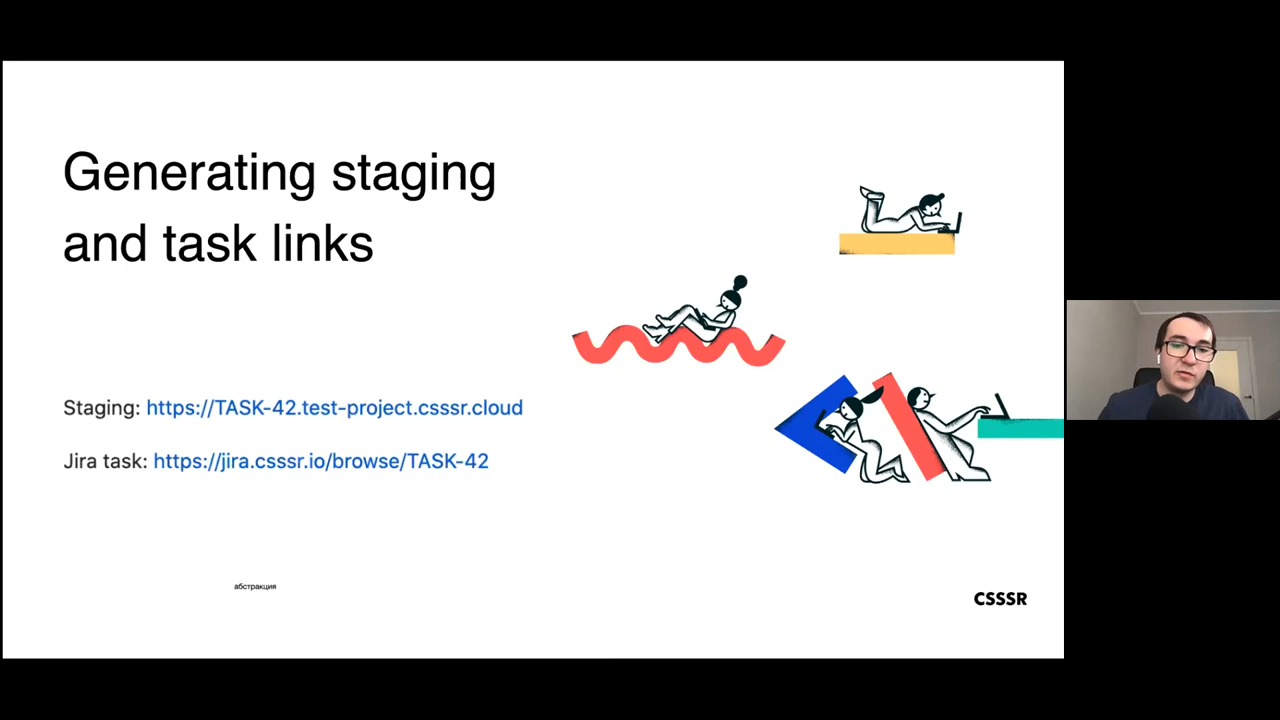 Generating staging
and task links
Staging: https://TASK-42.test-project.csssr.cloud
Jira task: https://jira.csssr.io/browse/TASK-42
абстракция
CSSSR